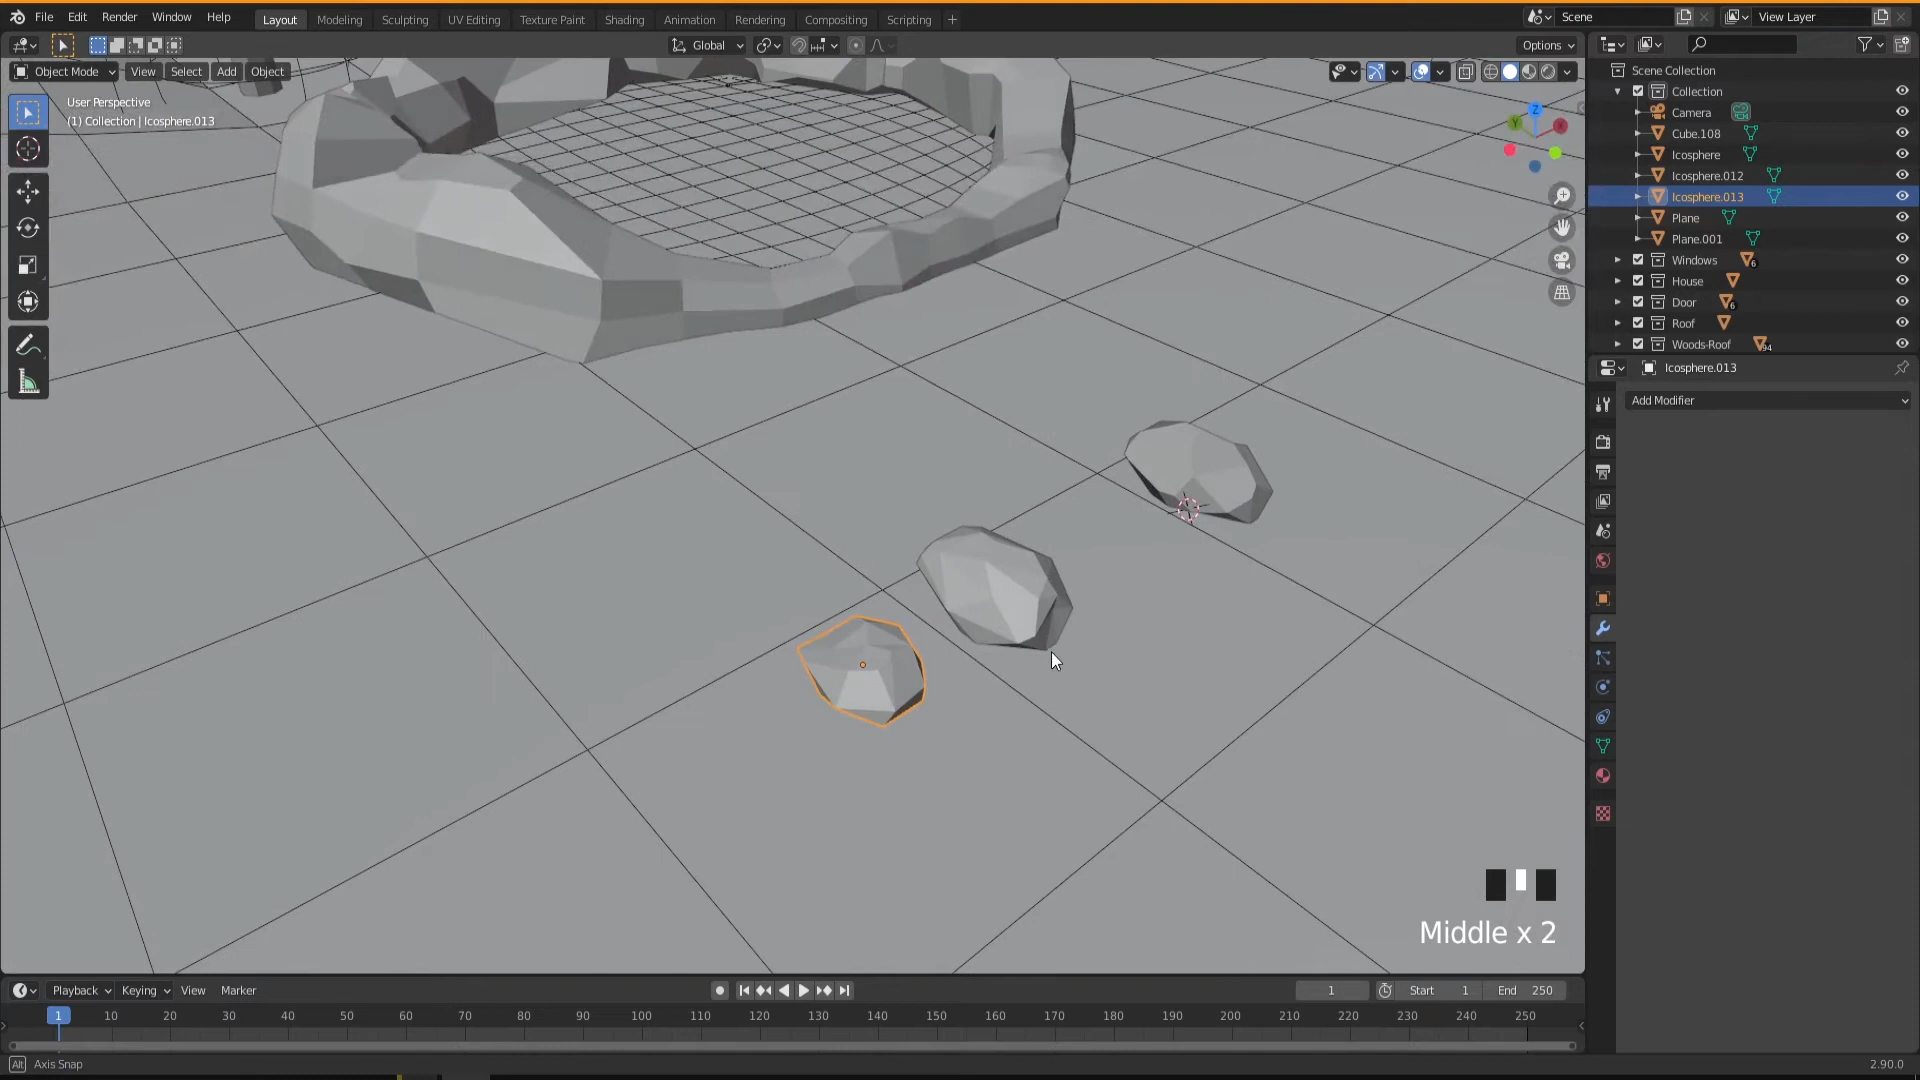 File Edit Render Window Help Layout Modeling Sculpting UV Editing Texture Paint Shading Animation Rendering Compositing Scripting + Scene View Layer
Global Options
Object Mode View Select Add Object
User Perspective
(1) Collection | Icosphere.013
Z
Y
X
Scene Collection
Collection
Camera
Cube.108
Icosphere
Icosphere.012
Icosphere.013
Plane
Plane.001
Windows 6
House
Door 6
Roof
Woods-Roof 94
Icosphere.013
Add Modifier
Middle x 2
Playback Keying View Marker 1 Start 1 End 250
1 10 20 30 40 50 60 70 80 90 100 110 120 130 140 150 160 170 180 190 200 210 220 230 240 250
Alt Axis Snap 2.90.0